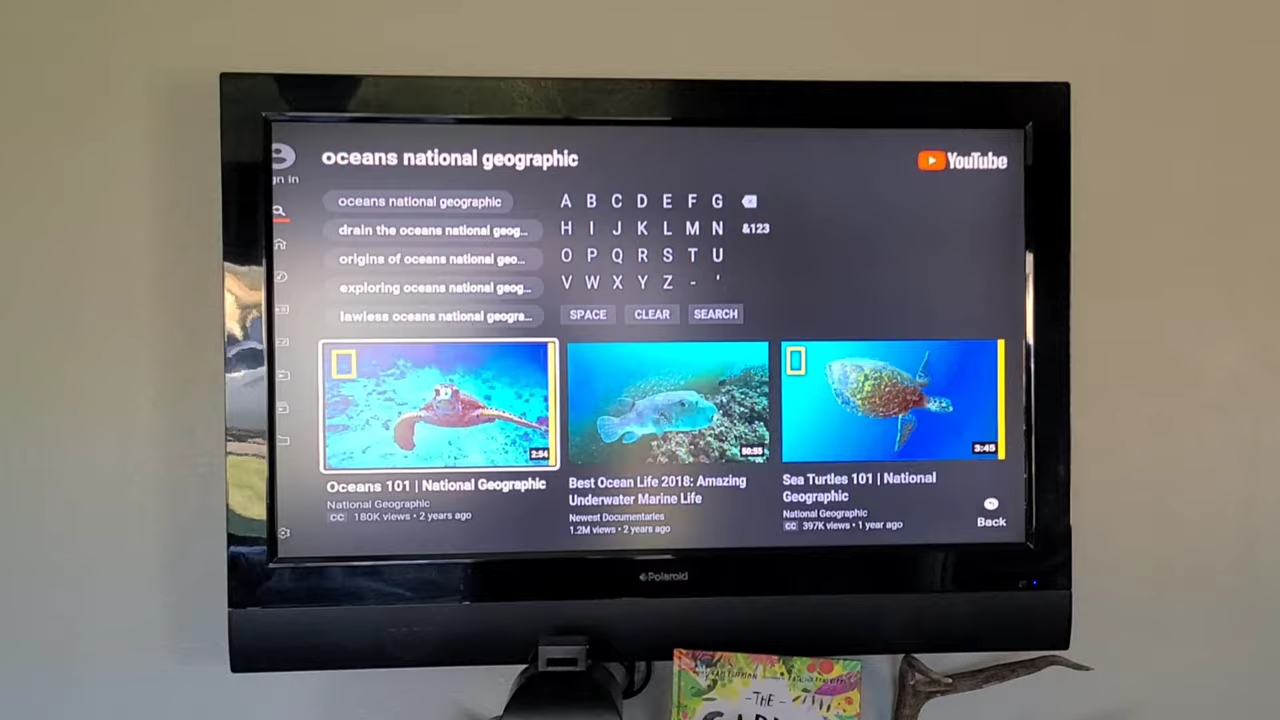 oceans national geographic
YouTube
gn in
oceans national geographic
drain the oceans national geog...
origins of oceans national geo...
exploring oceans national geog...
lawless oceans national geogra...
A B C D E F G
H I J K L M N &123
O P Q R S T U
V W X Y Z - '
SPACE CLEAR SEARCH
2:54
50:55
3:45
Oceans 101 | National Geographic
National Geographic
CC 180K views • 2 years ago
Best Ocean Life 2018: Amazing
Underwater Marine Life
Newest Documentaries
1.2M views • 2 years ago
Sea Turtles 101 | National
Geographic
National Geographic
CC 397K views • 1 year ago
Back
Polaroid
-THE-